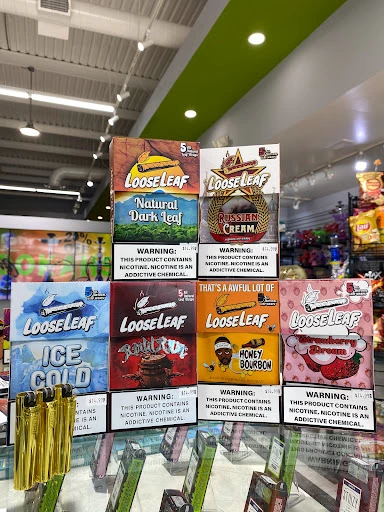 LOOSELEAF
Natural
Dark Leaf
WARNING:
THIS PRODUCT CONTAINS
NICOTINE. NICOTINE IS AN
ADDICTIVE CHEMICAL.
LOOSELEAF
RUSSIAN
CREAM
WARNING:
THIS PRODUCT CONTAINS
NICOTINE. NICOTINE IS AN
ADDICTIVE CHEMICAL.
LOOSELEAF
ICE
COLD
LOOSELEAF
WARNING:
THIS PRODUCT CONTAINS
NICOTINE. NICOTINE IS AN
ADDICTIVE CHEMICAL.
THAT'S A AWFUL LOT OF
LOOSELEAF
HONEY
BOURBON
WARNING:
THIS PRODUCT CONTAINS
NICOTINE. NICOTINE IS AN
ADDICTIVE CHEMICAL.
LOOSELEAF
Strawberry
Dream
WARNING:
THIS PRODUCT CONTAINS
NICOTINE. NICOTINE IS AN
ADDICTIVE CHEMICAL.